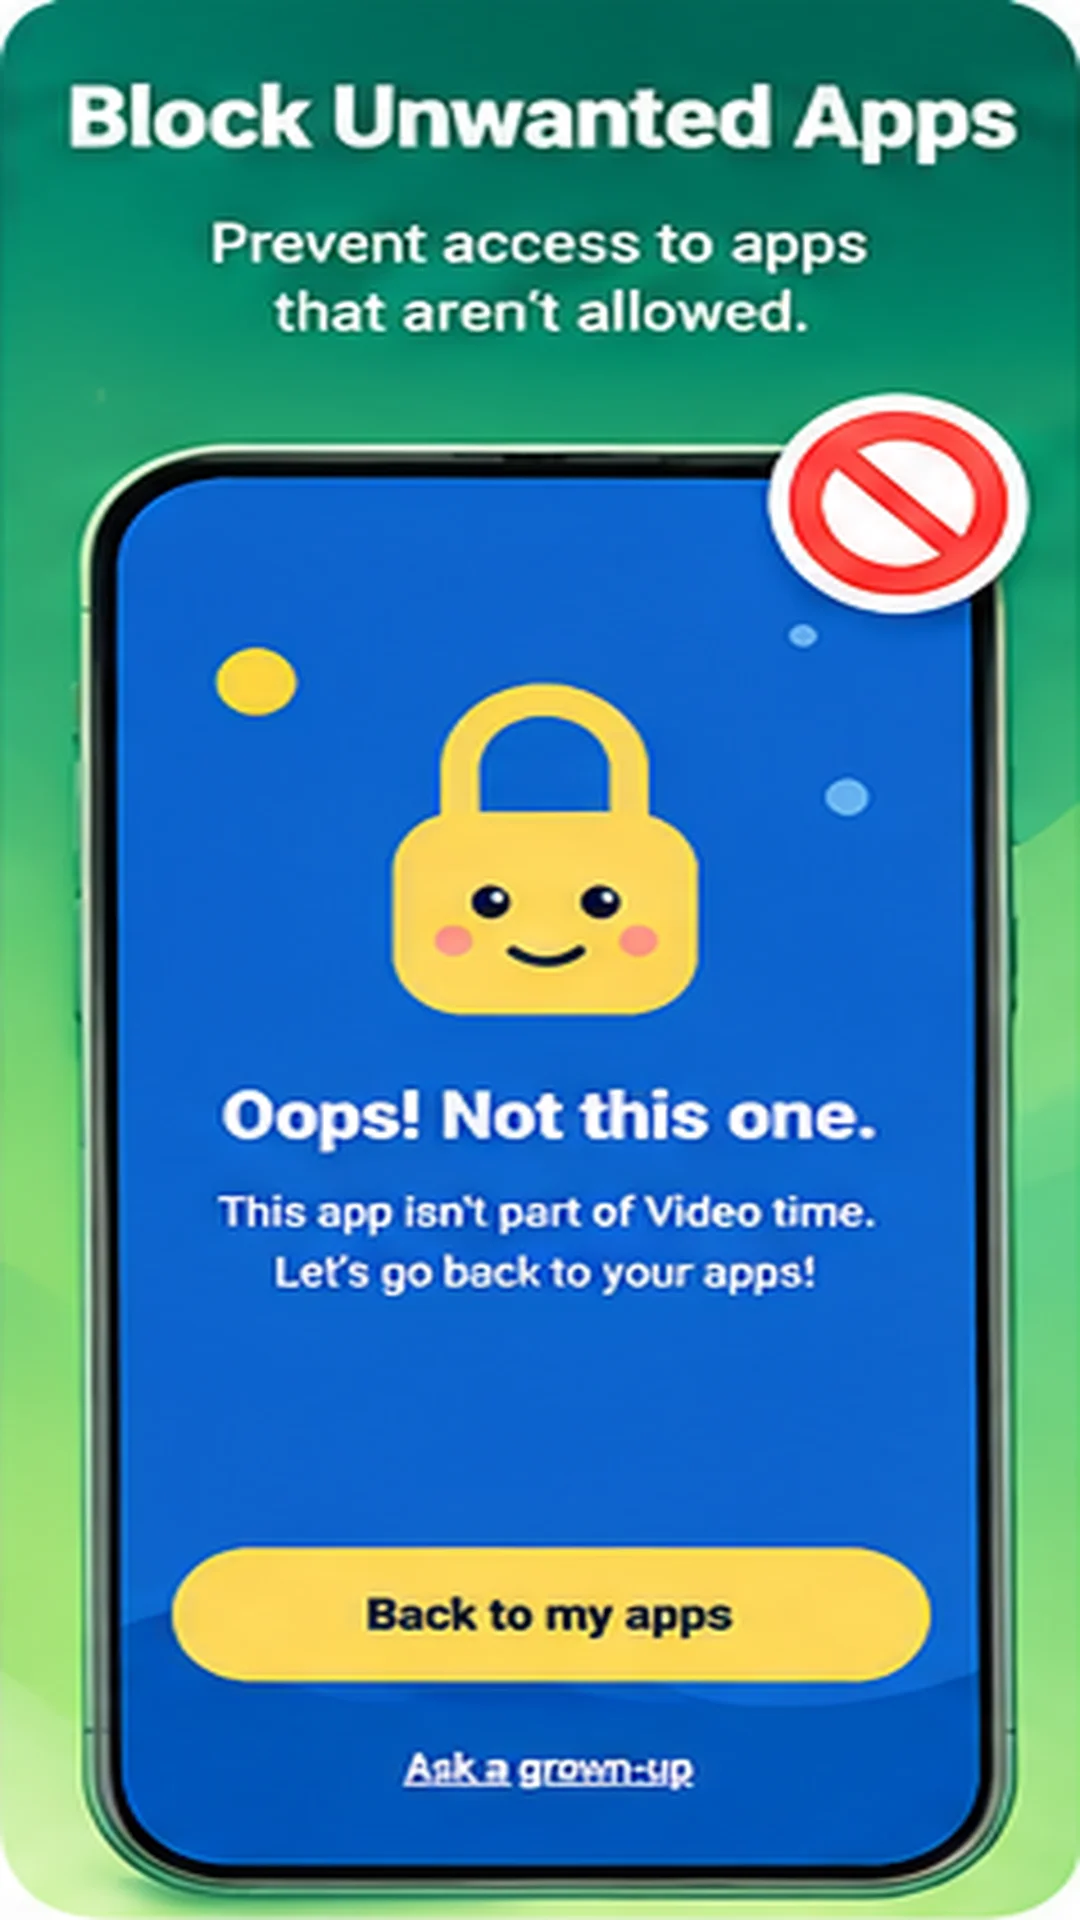 Block Unwanted Apps
Prevent access to apps
that aren't allowed.
Oops! Not this one.
This app isn't part of Video time.
Let's go back to your apps!
Back to my apps
Ask a grown-up